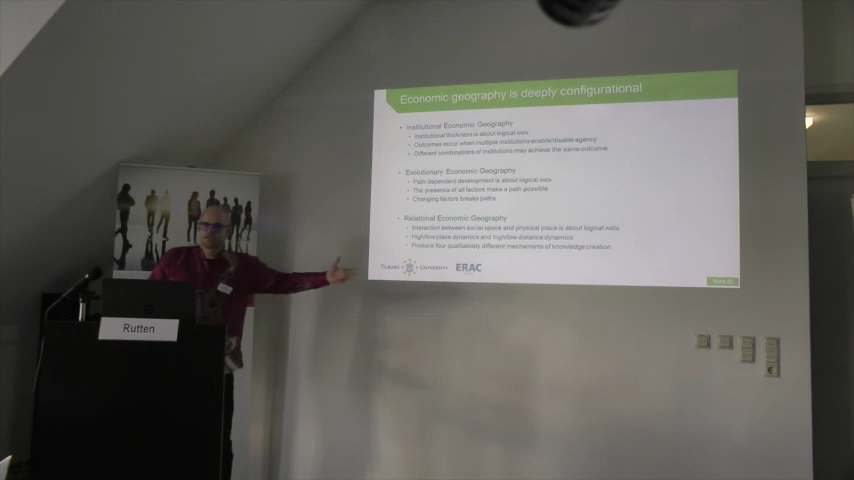 Economic geography is deeply configurational
• Institutional Economic Geography
• Institutional thickness is about logical ANDs
• Outcomes occur when multiple institutions enable/disable agency
• Different combinations of institutions may achieve the same outcome
• Evolutionary Economic Geography
• Path-dependent development is about logical ANDs
• The presence of all factors make a path possible
• Changing factors breaks paths
• Relational Economic Geography
• Interaction between social space and physical place is about logical ANDs
• High/low place dynamics and high/low distance dynamics
• Produce four qualitatively different mechanisms of knowledge creation
TILBURG UNIVERSITY
ERAC
Rutten